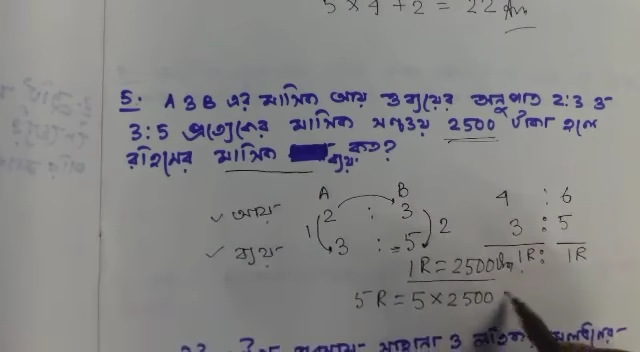 5 × 4 + 2 = 22 Ans
5. A ও B এর মাসিক আয় ও ব্যয়ের অনুপাত 2:3 ও
3:5 প্রত্যেকের মাসিক সঞ্চয় 2500 টাকা হলে
রহিমের মাসিক ব্যয় কত?
A B
আয় 2 : 3 4 : 6
1 2
ব্যয় 3 : 5 3 : 5
1R : 1R
1R = 2500
5R = 5 × 2500